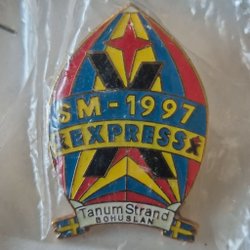 SM-1997
EXPRESS
TanumStrand
BOHUSLÄN